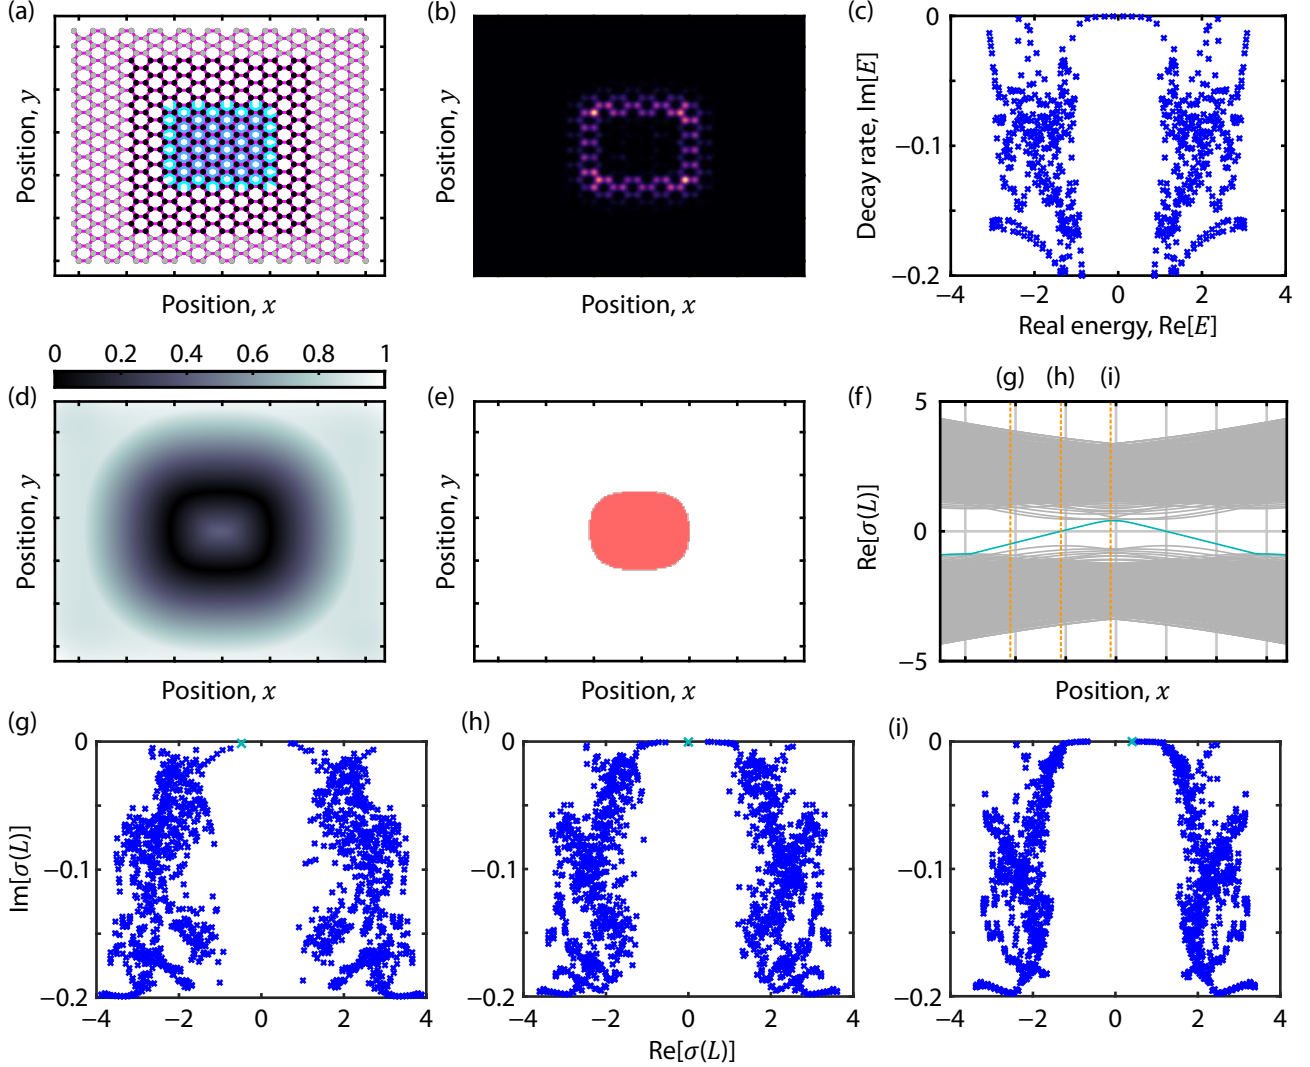 (a)
(b)
(c)
Position, y
Position, x
Position, y
Position, x
Decay rate, Im[E]
0
−0.1
−0.2
−4 −2 0 2 4
Real energy, Re[E]
0 0.2 0.4 0.6 0.8 1
(d)
(e)
(g) (h) (i)
(f)
Position, y
Position, x
Position, y
Position, x
Re[σ(L)]
5
0
−5
Position, x
(g)
Im[σ(L)]
0
−0.1
−0.2
−4 −2 0 2 4
(h)
0
−0.1
−0.2
−4 −2 0 2 4
Re[σ(L)]
(i)
0
−0.1
−0.2
−4 −2 0 2 4